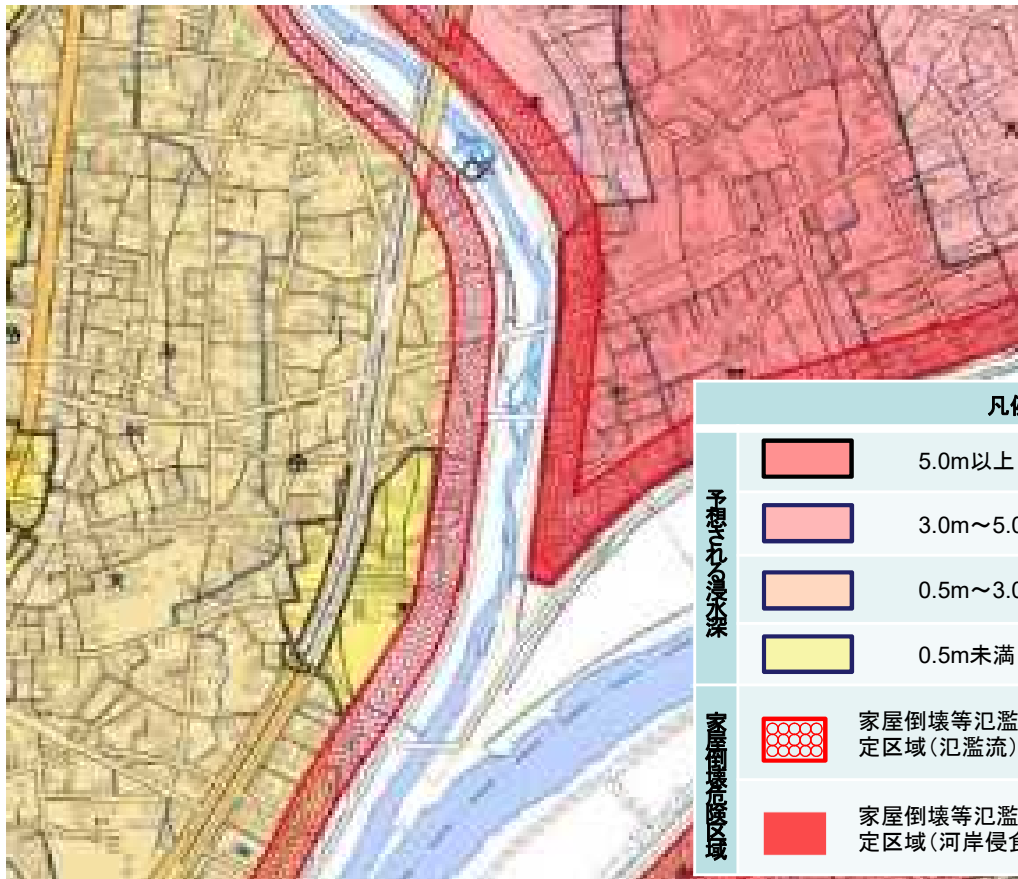 凡例
予想される浸水深
5.0m以上
3.0m～5.0
0.5m～3.0
0.5m未満
家屋倒壊危険区域
家屋倒壊等氾濫
定区域（氾濫流）
家屋倒壊等氾濫
定区域（河岸侵食